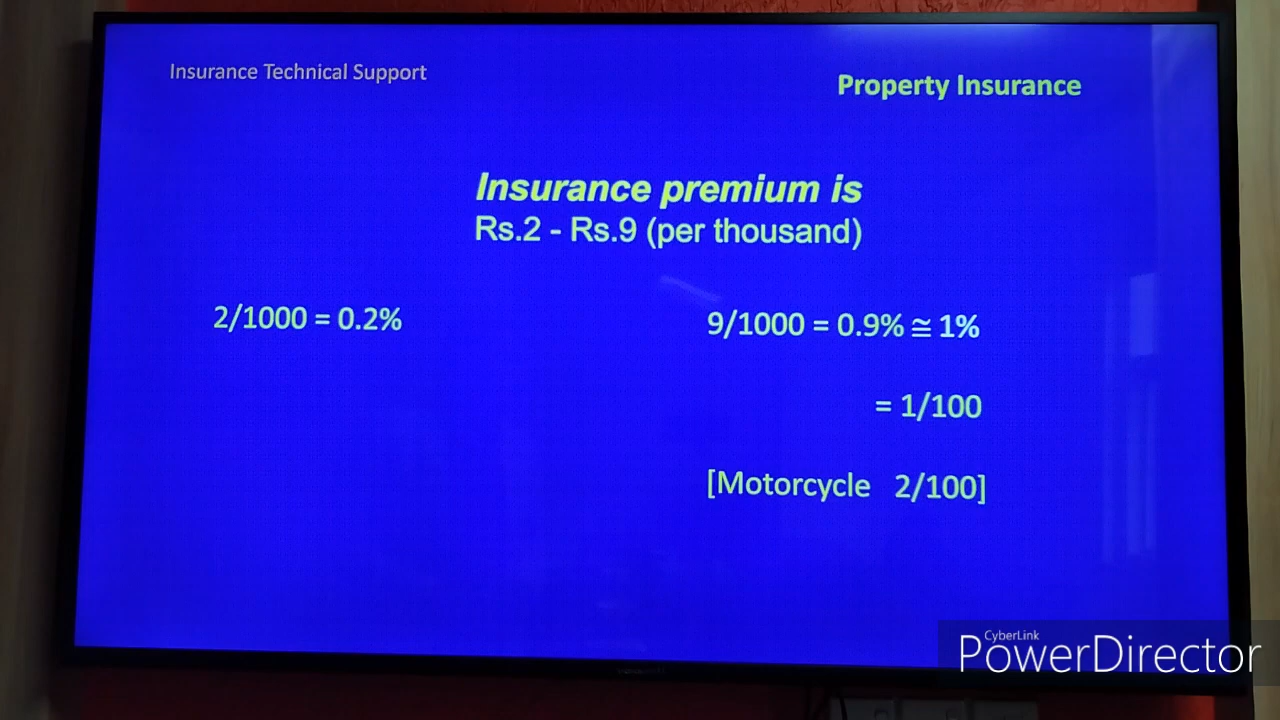 Insurance Technical Support
Property Insurance
Insurance premium is
Rs.2 - Rs.9 (per thousand)
2/1000 = 0.2%
9/1000 = 0.9% ≅ 1%
= 1/100
[Motorcycle 2/100]
CyberLink
PowerDirector